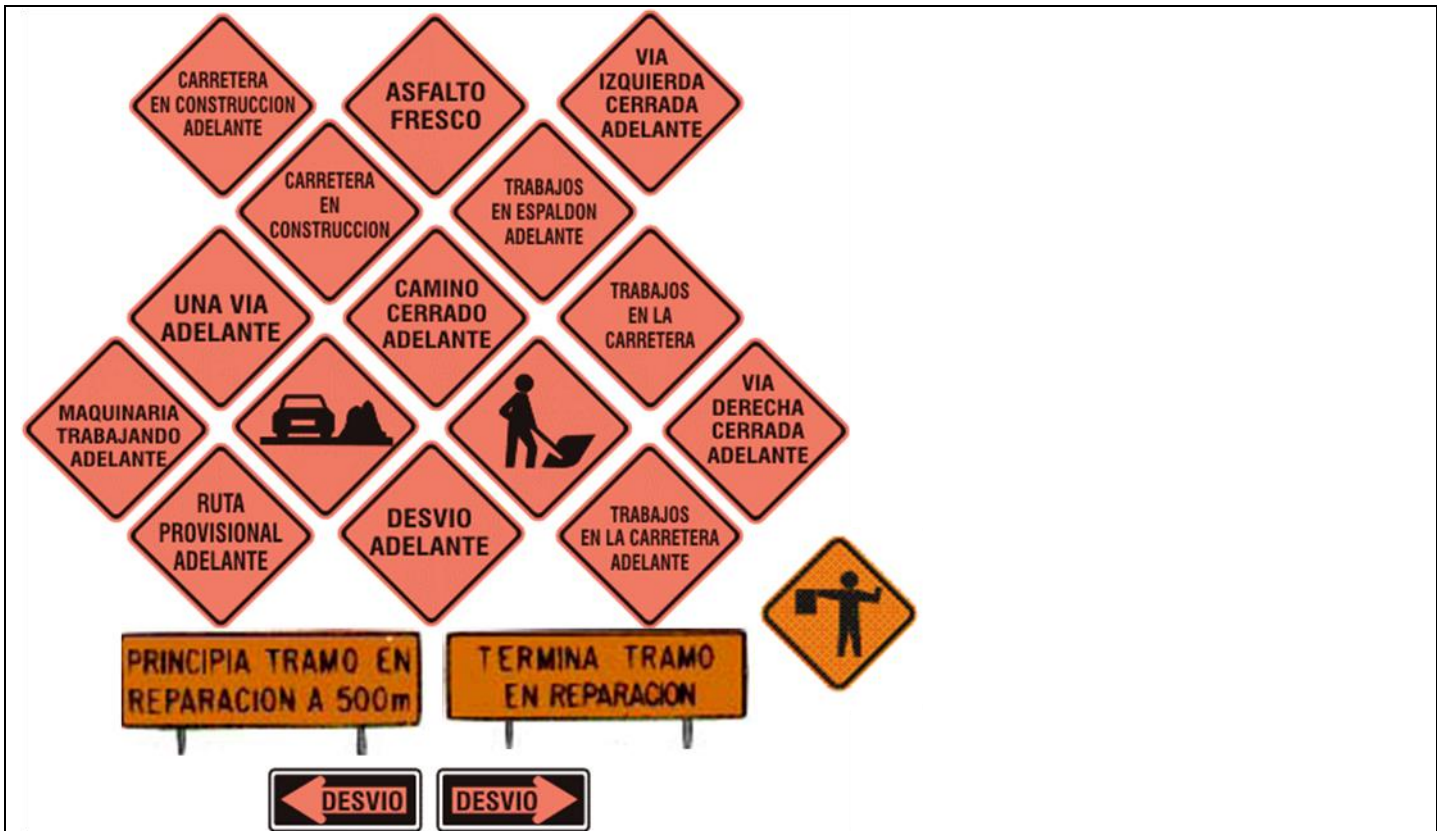 CARRETERA
EN CONSTRUCCION
ADELANTE
ASFALTO
FRESCO
VIA
IZQUIERDA
CERRADA
ADELANTE
CARRETERA
EN
CONSTRUCCION
TRABAJOS
EN ESPALDON
ADELANTE
UNA VIA
ADELANTE
CAMINO
CERRADO
ADELANTE
TRABAJOS
EN LA
CARRETERA
MAQUINARIA
TRABAJANDO
ADELANTE
VIA
DERECHA
CERRADA
ADELANTE
RUTA
PROVISIONAL
ADELANTE
DESVIO
ADELANTE
TRABAJOS
EN LA CARRETERA
ADELANTE
PRINCIPIA TRAMO EN
REPARACION A 500m
TERMINA TRAMO
EN REPARACION
DESVIO
DESVIO